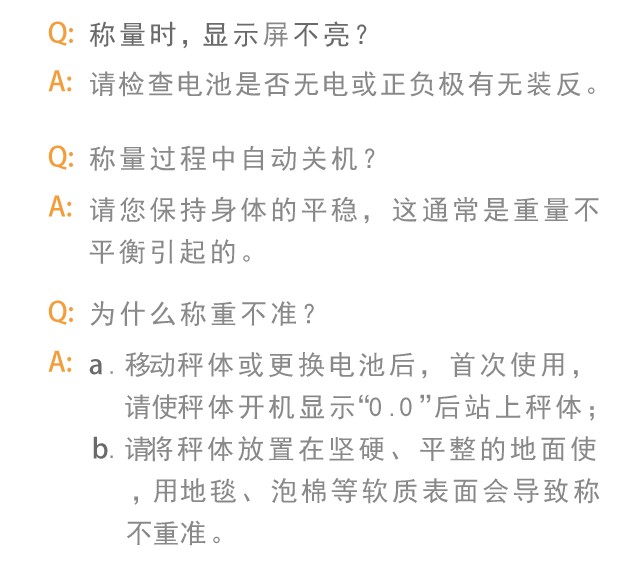 Q: 称量时, 显示屏不亮？
A: 请检查电池是否无电或正负极有无装反。
Q: 称量过程中自动关机？
A: 请您保持身体的平稳，这通常是重量不
平衡引起的。
Q: 为什么称重不准？
A: a. 移动秤体或更换电池后，首次使用，
请使秤体开机显示“0.0”后站上秤体；
b. 请将秤体放置在坚硬、平整的地面使
，用地毯、泡棉等软质表面会导致称
不重准。